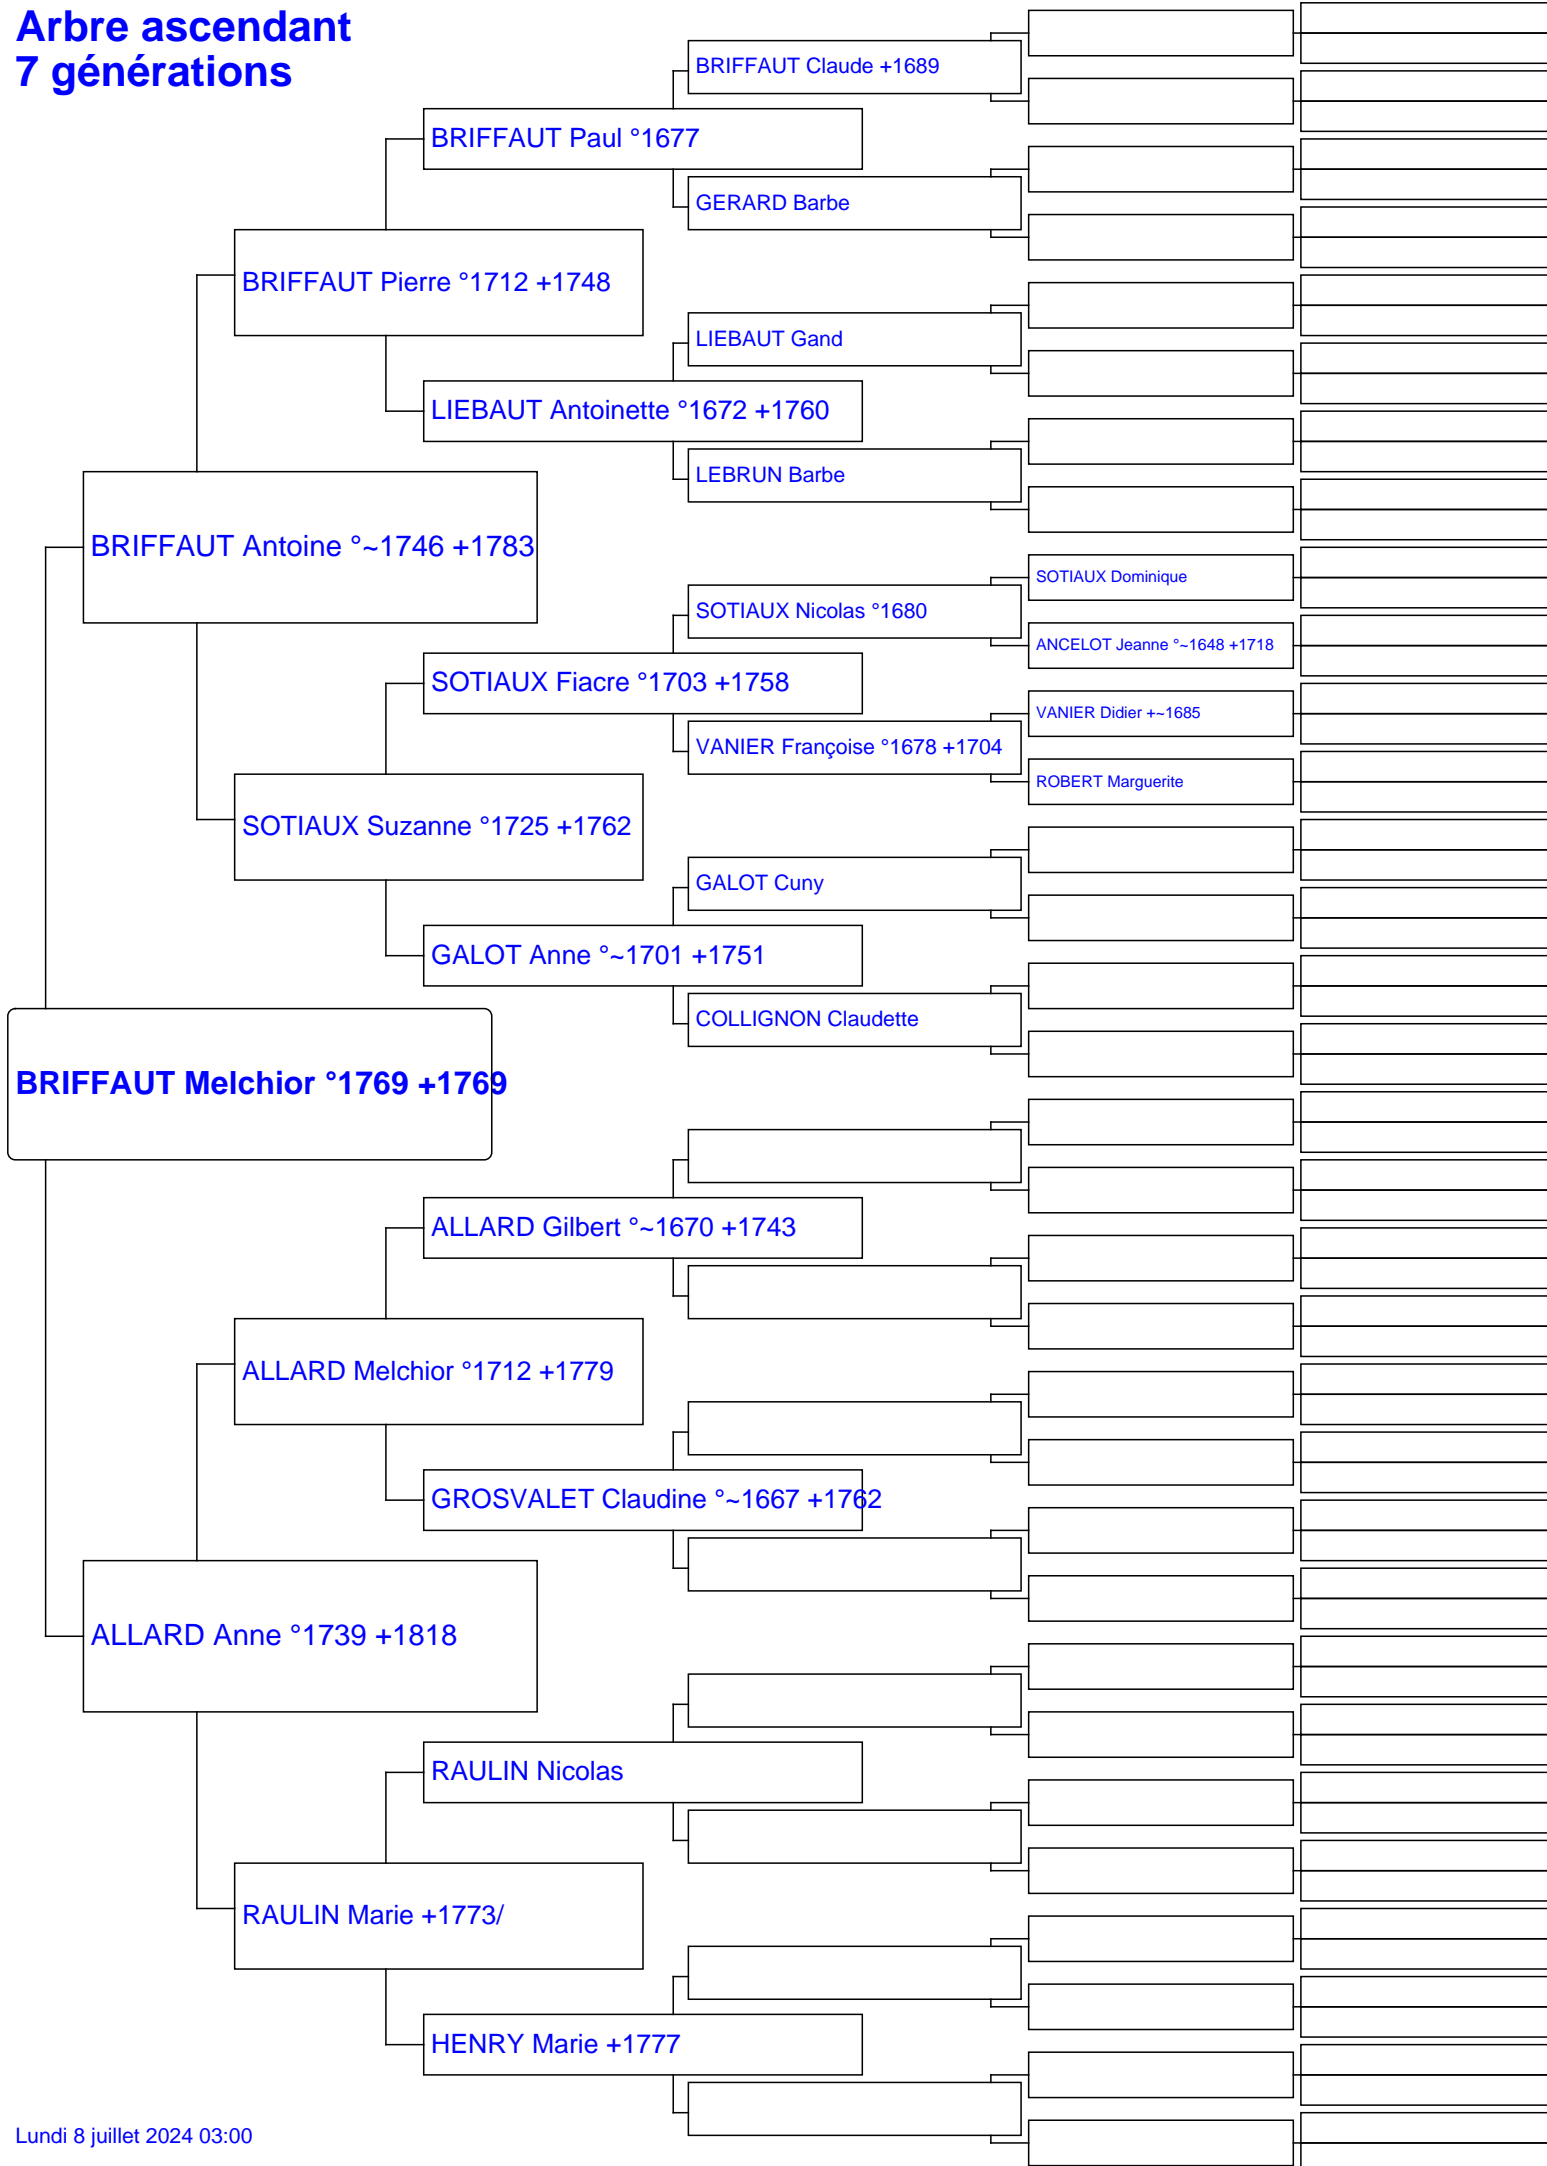 Arbre ascendant
7 générations
BRIFFAUT Claude +1689
BRIFFAUT Paul °1677
GERARD Barbe
BRIFFAUT Pierre °1712 +1748
LIEBAUT Gand
LIEBAUT Antoinette °1672 +1760
LEBRUN Barbe
BRIFFAUT Antoine °~1746 +1783
SOTIAUX Dominique
SOTIAUX Nicolas °1680
ANCELOT Jeanne °~1648 +1718
SOTIAUX Fiacre °1703 +1758
VANIER Didier +~1685
VANIER Françoise °1678 +1704
ROBERT Marguerite
SOTIAUX Suzanne °1725 +1762
GALOT Cuny
GALOT Anne °~1701 +1751
COLLIGNON Claudette
BRIFFAUT Melchior °1769 +1769
ALLARD Gilbert °~1670 +1743
ALLARD Melchior °1712 +1779
GROSVALET Claudine °~1667 +1762
ALLARD Anne °1739 +1818
RAULIN Nicolas
RAULIN Marie +1773/
HENRY Marie +1777
Lundi 8 juillet 2024 03:00